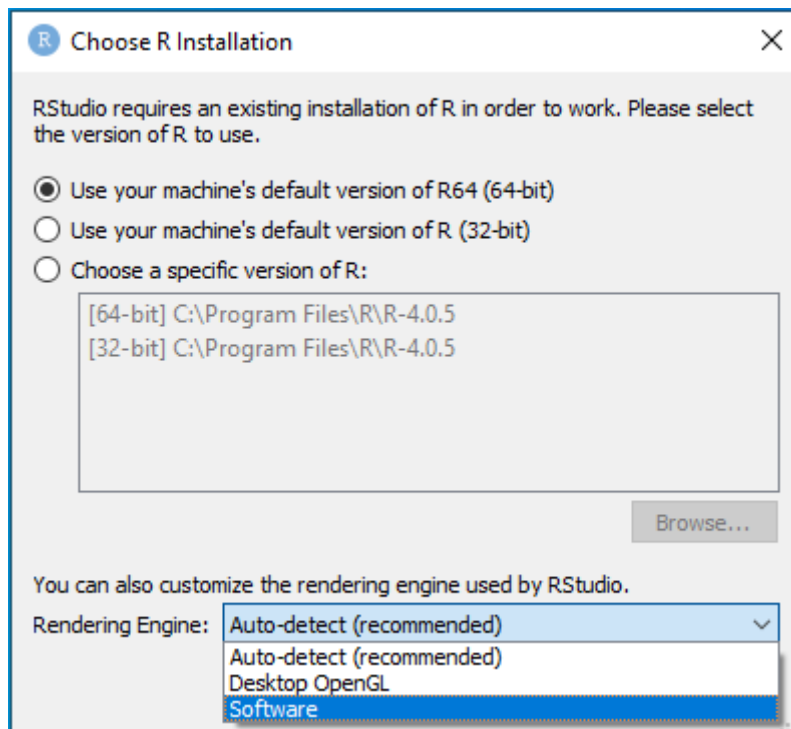 R Choose R Installation
RStudio requires an existing installation of R in order to work. Please select
the version of R to use.
Use your machine's default version of R64 (64-bit)
Use your machine's default version of R (32-bit)
Choose a specific version of R:
[64-bit] C:\Program Files\R\R-4.0.5
[32-bit] C:\Program Files\R\R-4.0.5
Browse...
You can also customize the rendering engine used by RStudio.
Rendering Engine: Auto-detect (recommended)
Auto-detect (recommended)
Desktop OpenGL
Software